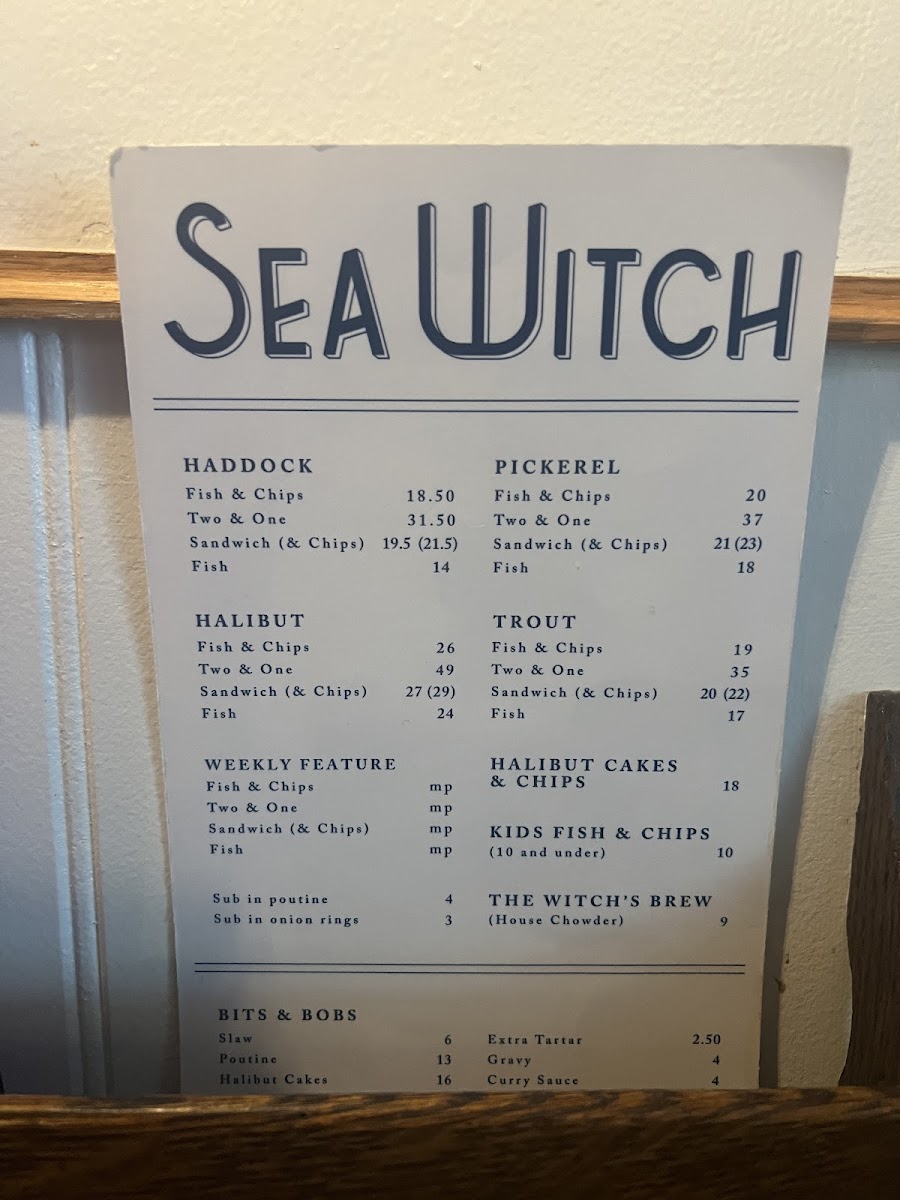 SEA WITCH
HADDOCK
Fish & Chips 18.50
Two & One 31.50
Sandwich (& Chips) 19.5 (21.5)
Fish 14
PICKEREL
Fish & Chips 20
Two & One 37
Sandwich (& Chips) 21 (23)
Fish 18
HALIBUT
Fish & Chips 26
Two & One 49
Sandwich (& Chips) 27 (29)
Fish 24
TROUT
Fish & Chips 19
Two & One 35
Sandwich (& Chips) 20 (22)
Fish 17
WEEKLY FEATURE
Fish & Chips mp
Two & One mp
Sandwich (& Chips) mp
Fish mp
Sub in poutine 4
Sub in onion rings 3
HALIBUT CAKES
& CHIPS 18
KIDS FISH & CHIPS
(10 and under) 10
THE WITCH'S BREW
(House Chowder) 9
BITS & BOBS
Slaw 6
Poutine 13
Halibut Cakes 16
Extra Tartar 2.50
Gravy 4
Curry Sauce 4